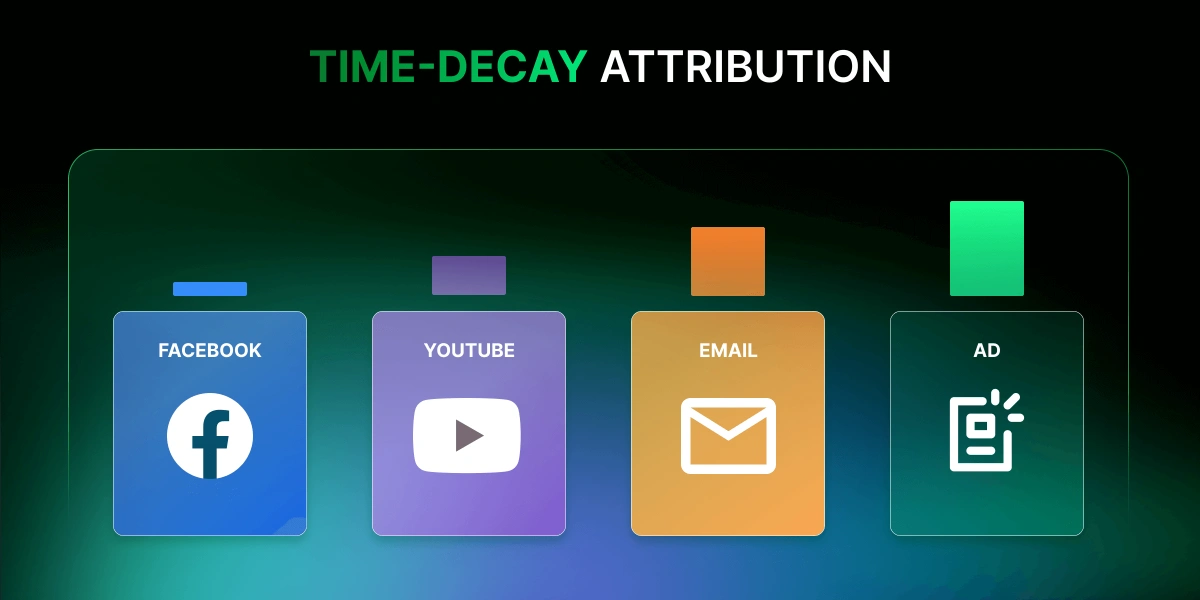 TIME-DECAY ATTRIBUTION
FACEBOOK
YOUTUBE
EMAIL
AD